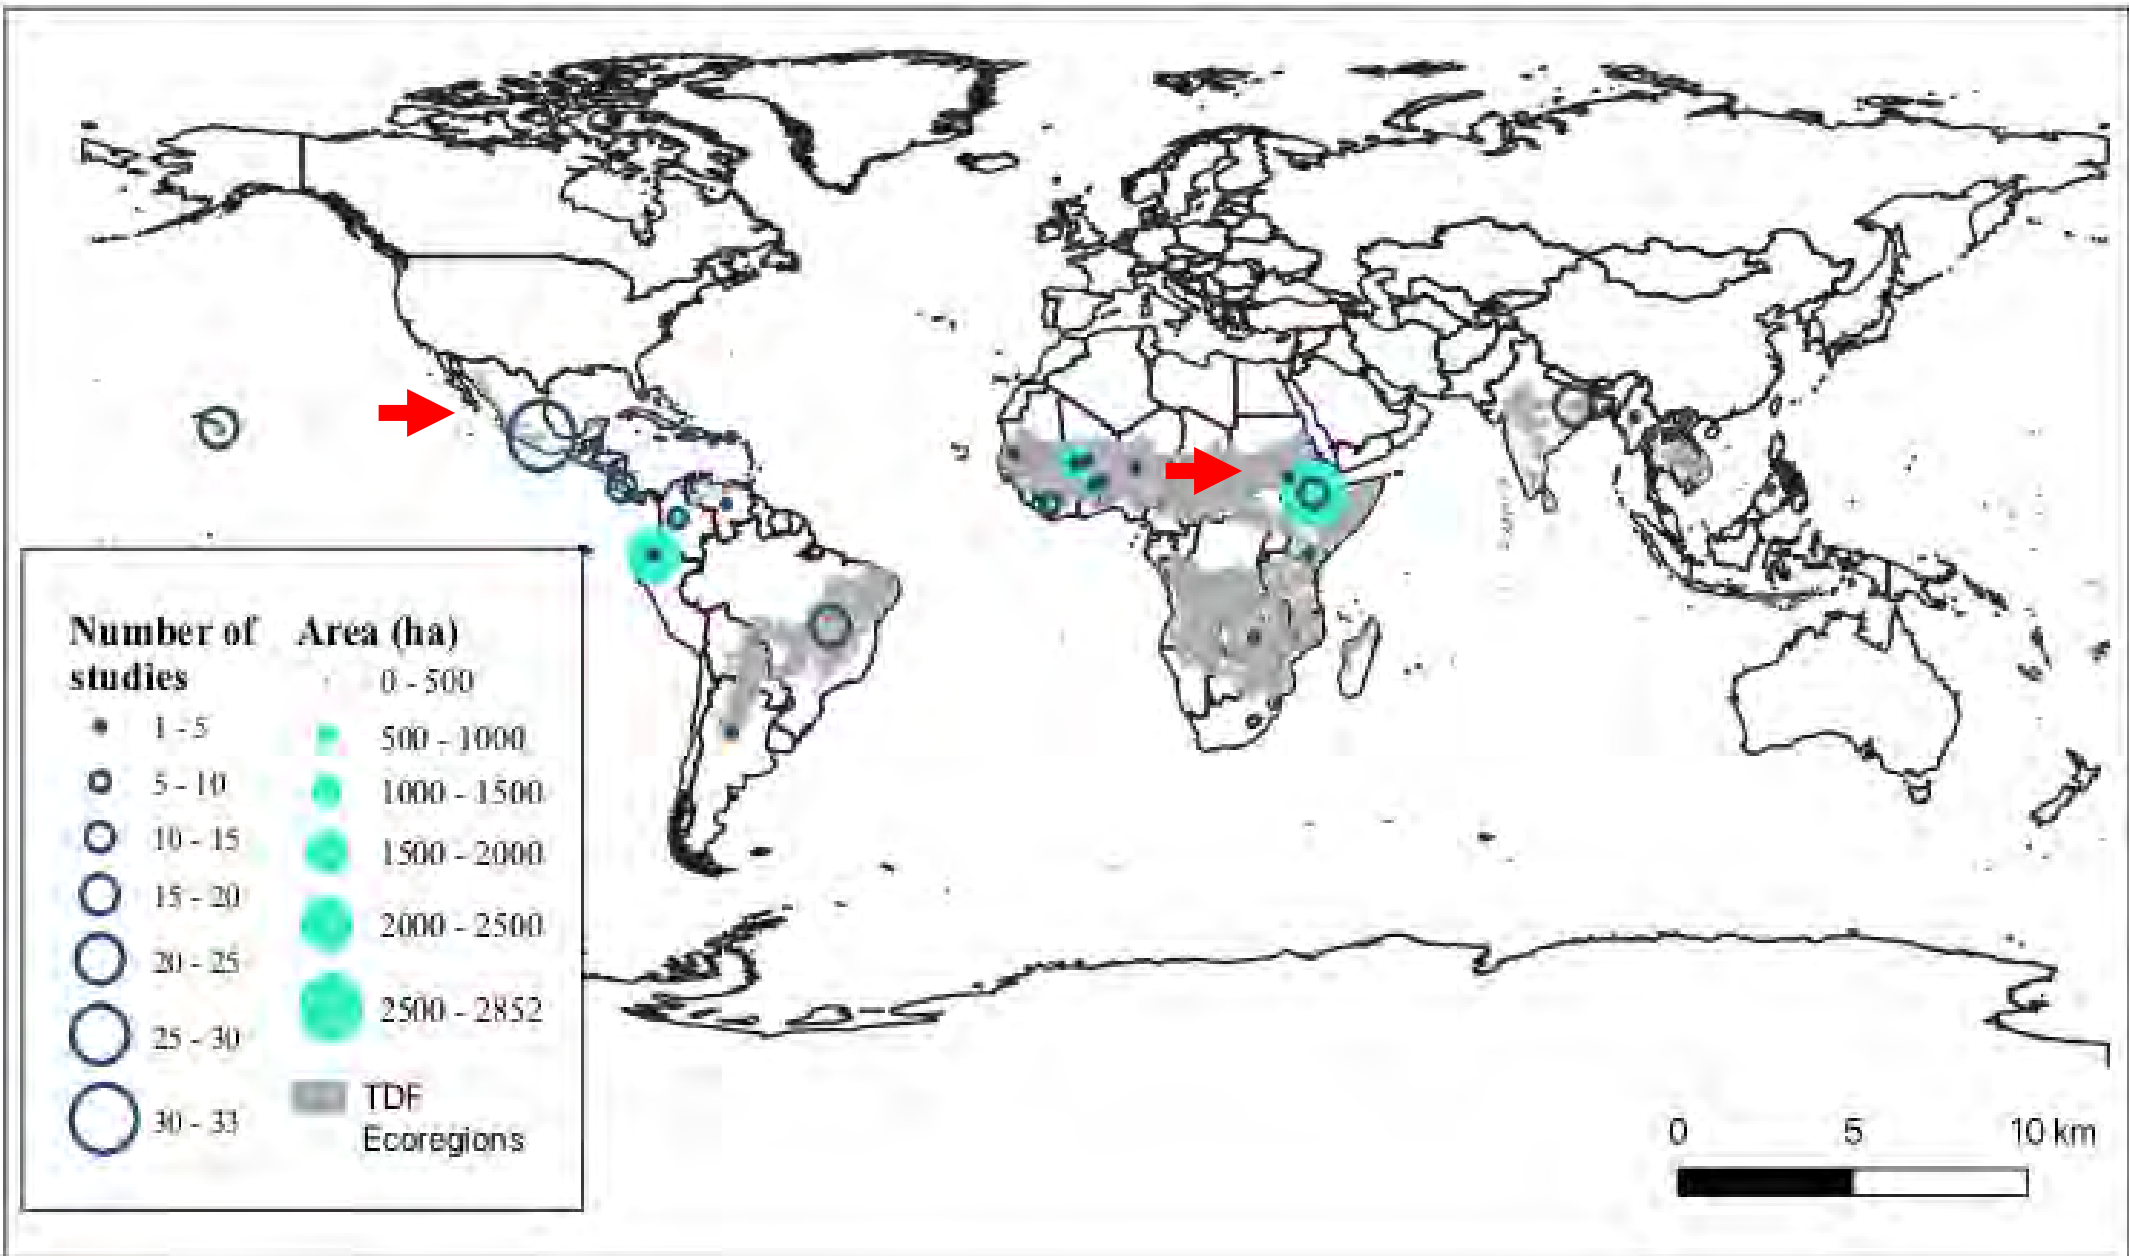 Number of
studies
1 - 5
5 - 10
10 - 15
15 - 20
20 - 25
25 - 30
30 - 33
Area (ha)
0 - 500
500 - 1000
1000 - 1500
1500 - 2000
2000 - 2500
2500 - 2852
TDF
Ecoregions
0 5 10 km